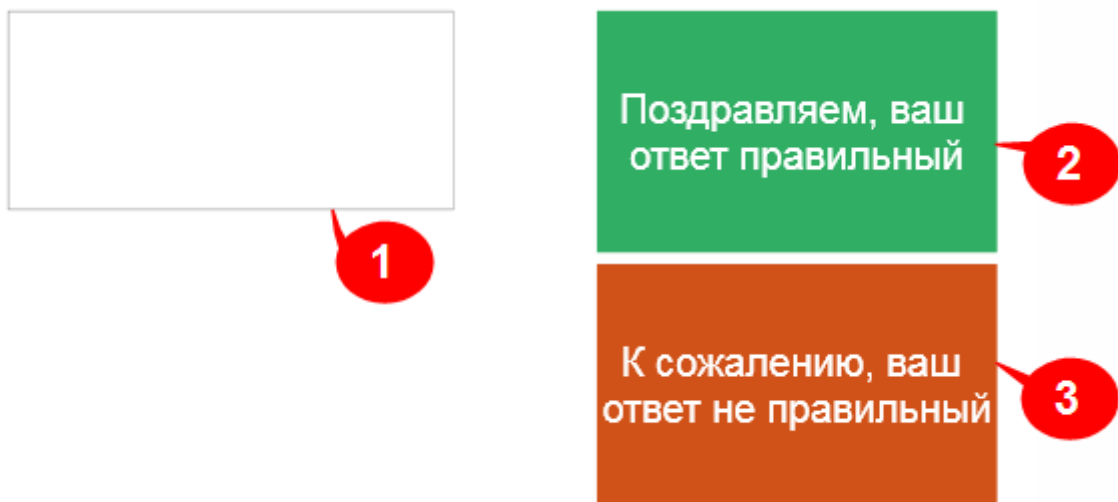 1
Поздравляем, ваш
ответ правильный
2
К сожалению, ваш
ответ не правильный
3